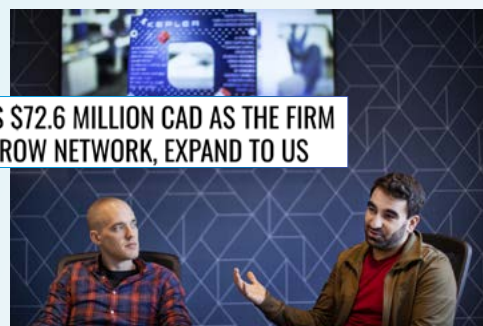 KEPLER
S $72.6 MILLION CAD AS THE FIRM
ROW NETWORK, EXPAND TO US